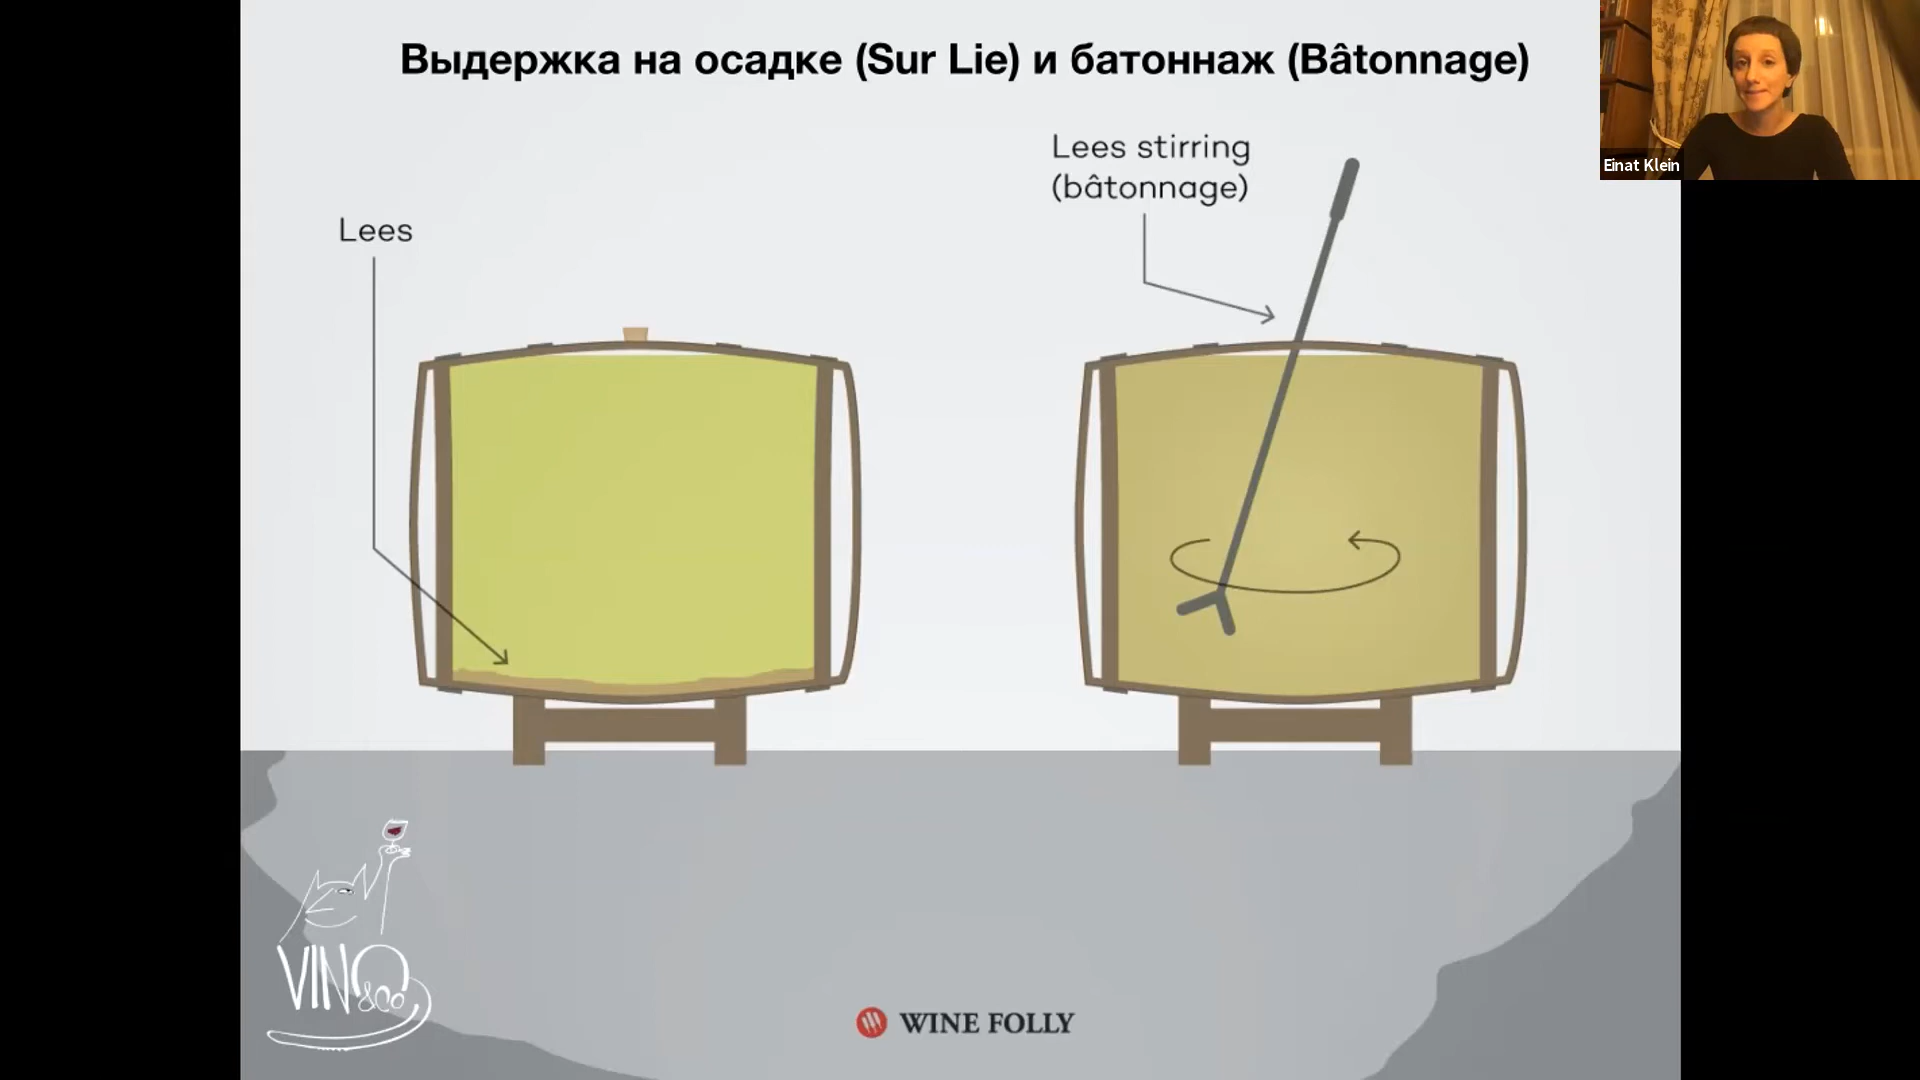 Выдержка на осадке (Sur Lie) и батоннаж (Bâtonnage)
Lees stirring
(bâtonnage)
Lees
Einat Klein
VINO
&Co
WINE FOLLY